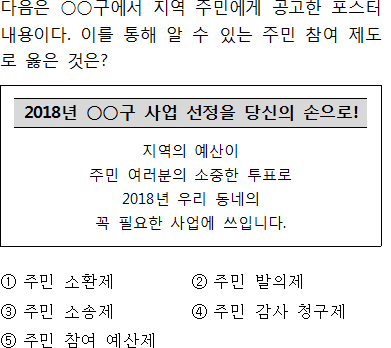 다음은 ○○구에서 지역 주민에게 공고한 포스터
내용이다. 이를 통해 알 수 있는 주민 참여 제도
로 옳은 것은?
2018년 ○○구 사업 선정을 당신의 손으로!
지역의 예산이
주민 여러분의 소중한 투표로
2018년 우리 동네의
꼭 필요한 사업에 쓰입니다.
① 주민 소환제 ② 주민 발의제
③ 주민 소송제 ④ 주민 감사 청구제
⑤ 주민 참여 예산제